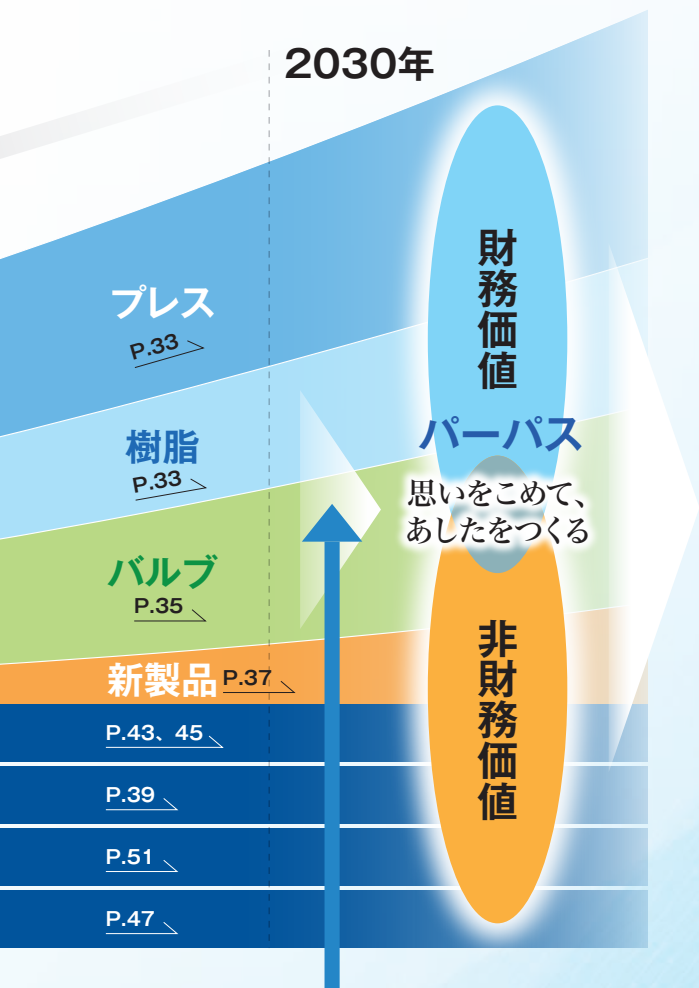 2030年
プレス
P.33
樹脂
P.33
バルブ
P.35
新製品 P.37
P.43、45
P.39
P.51
P.47
財務価値
パーパス
思いをこめて、
あしたをつくる
非財務価値